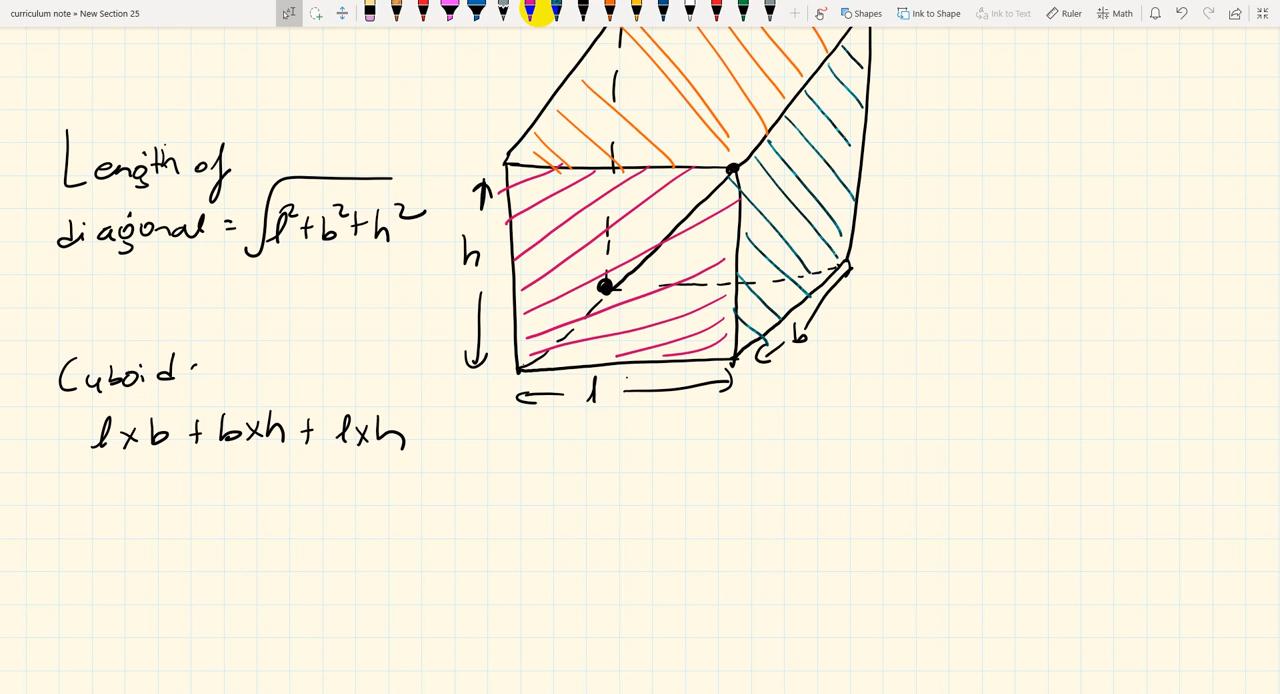 curriculum note » New Section 25
Shapes
Ink to Shape
Ink to Text
Ruler
Math
Length of
diagonal = √l²+b²+h²
h
b
l
Cuboid :
l×b + b×h + l×h